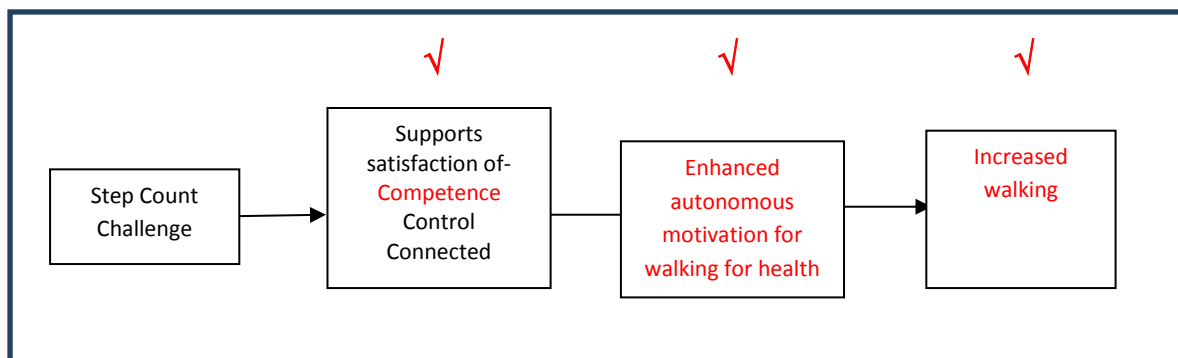 √
√
√
Step Count
Challenge
Supports
satisfaction of-
Competence
Control
Connected
Enhanced
autonomous
motivation for
walking for health
Increased
walking